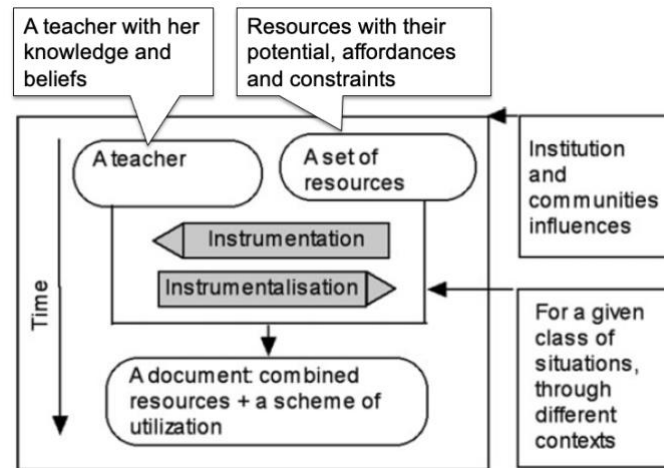 A teacher with her
knowledge and
beliefs
Resources with their
potential, affordances
and constraints
A teacher
A set of
resources
Instrumentation
Instrumentalisation
Time
A document: combined
resources + a scheme of
utilization
Institution
and
communities
influences
For a given
class of
situations,
through
different
contexts